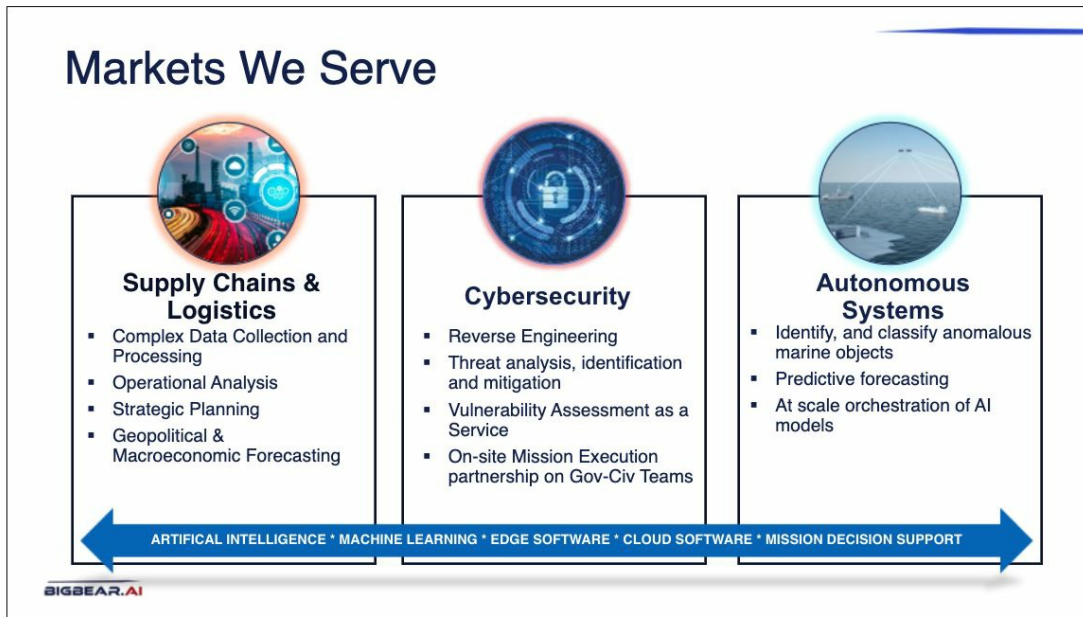 Markets We Serve
Supply Chains &
Logistics
▪ Complex Data Collection and
Processing
▪ Operational Analysis
▪ Strategic Planning
▪ Geopolitical &
Macroeconomic Forecasting
Cybersecurity
▪ Reverse Engineering
▪ Threat analysis, identification
and mitigation
▪ Vulnerability Assessment as a
Service
▪ On-site Mission Execution
partnership on Gov-Civ Teams
Autonomous
Systems
▪ Identify, and classify anomalous
marine objects
▪ Predictive forecasting
▪ At scale orchestration of AI
models
ARTIFICAL INTELLIGENCE * MACHINE LEARNING * EDGE SOFTWARE * CLOUD SOFTWARE * MISSION DECISION SUPPORT
BIGBEAR.AI